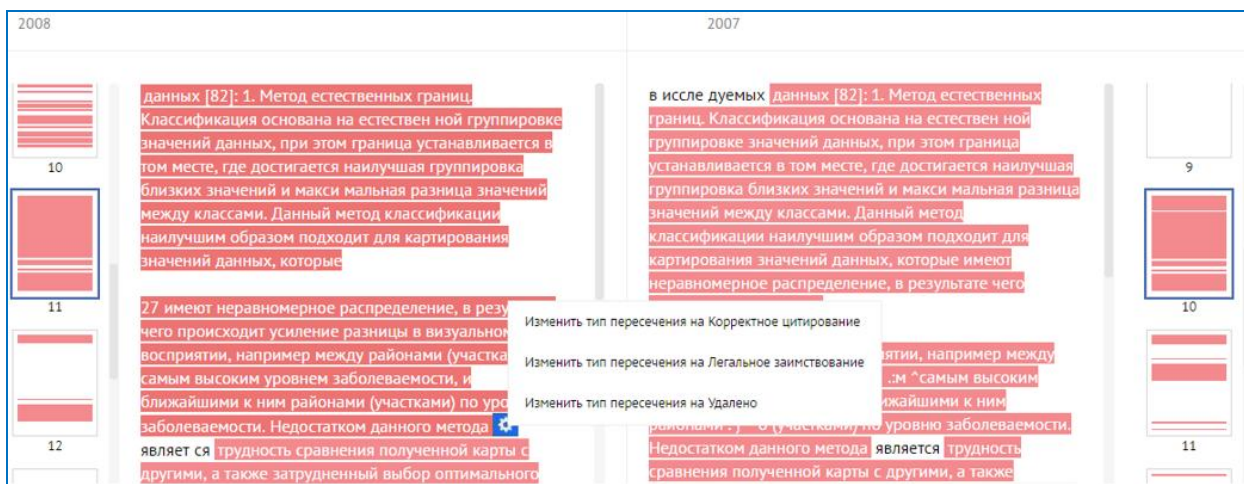 2008
2007
данных [82]: 1. Метод естественных границ.
Классификация основана на естествен ной группировке
значений данных, при этом граница устанавливается в
том месте, где достигается наилучшая группировка
близких значений и макси мальная разница значений
между классами. Данный метод классификации
наилучшим образом подходит для картирования
значений данных, которые
27 имеют неравномерное распределение, в резу
чего происходит усиление разницы в визуальном
восприятии, например между районами (участка
самым высоким уровнем заболеваемости, и
ближайшими к ним районами (участками) по уро
заболеваемости. Недостатком данного метода
являет ся трудность сравнения полученной карты с
другими, а также затрудненный выбор оптимального
10
11
12
Изменить тип пересечения на Корректное цитирование
Изменить тип пересечения на Легальное заимствование
Изменить тип пересечения на Удалено
в иссле дуемых данных [82]: 1. Метод естественных
границ. Классификация основана на естествен ной
группировке значений данных, при этом граница
устанавливается в том месте, где достигается наилучшая
группировка близких значений и макси мальная разница
значений между классами. Данный метод
классификации наилучшим образом подходит для
картирования значений данных, которые имеют
неравномерное распределение, в результате чего
ятии, например между
.:м ^самым высоким
ижайшими к ним
(участками) по уровню заболеваемости.
Недостатком данного метода является трудность
сравнения полученной карты с другими, а также
9
10
11